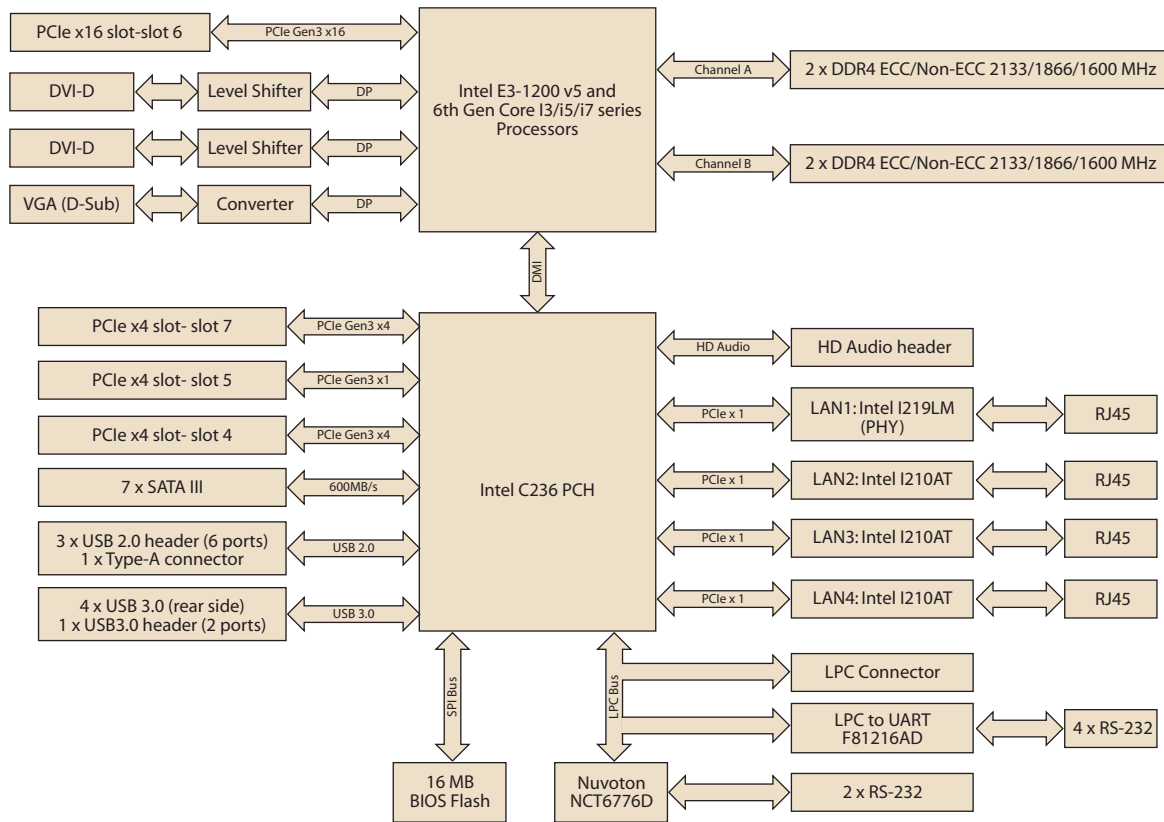 PCIe x16 slot-slot 6
PCIe Gen3 x16
DVI-D
Level Shifter
DP
DVI-D
Level Shifter
DP
VGA (D-Sub)
Converter
DP
Intel E3-1200 v5 and
6th Gen Core I3/i5/i7 series
Processors
Channel A
2 x DDR4 ECC/Non-ECC 2133/1866/1600 MHz
Channel B
2 x DDR4 ECC/Non-ECC 2133/1866/1600 MHz
DMI
PCIe x4 slot- slot 7
PCIe Gen3 x4
PCIe x4 slot- slot 5
PCIe Gen3 x1
PCIe x4 slot- slot 4
PCIe Gen3 x4
7 x SATA III
600MB/s
3 x USB 2.0 header (6 ports)
1 x Type-A connector
USB 2.0
4 x USB 3.0 (rear side)
1 x USB3.0 header (2 ports)
USB 3.0
Intel C236 PCH
HD Audio
HD Audio header
PCIe x 1
LAN1: Intel I219LM
(PHY)
RJ45
PCIe x 1
LAN2: Intel I210AT
RJ45
PCIe x 1
LAN3: Intel I210AT
RJ45
PCIe x 1
LAN4: Intel I210AT
RJ45
SPI Bus
LPC Bus
LPC Connector
LPC to UART
F81216AD
4 x RS-232
16 MB
BIOS Flash
Nuvoton
NCT6776D
2 x RS-232